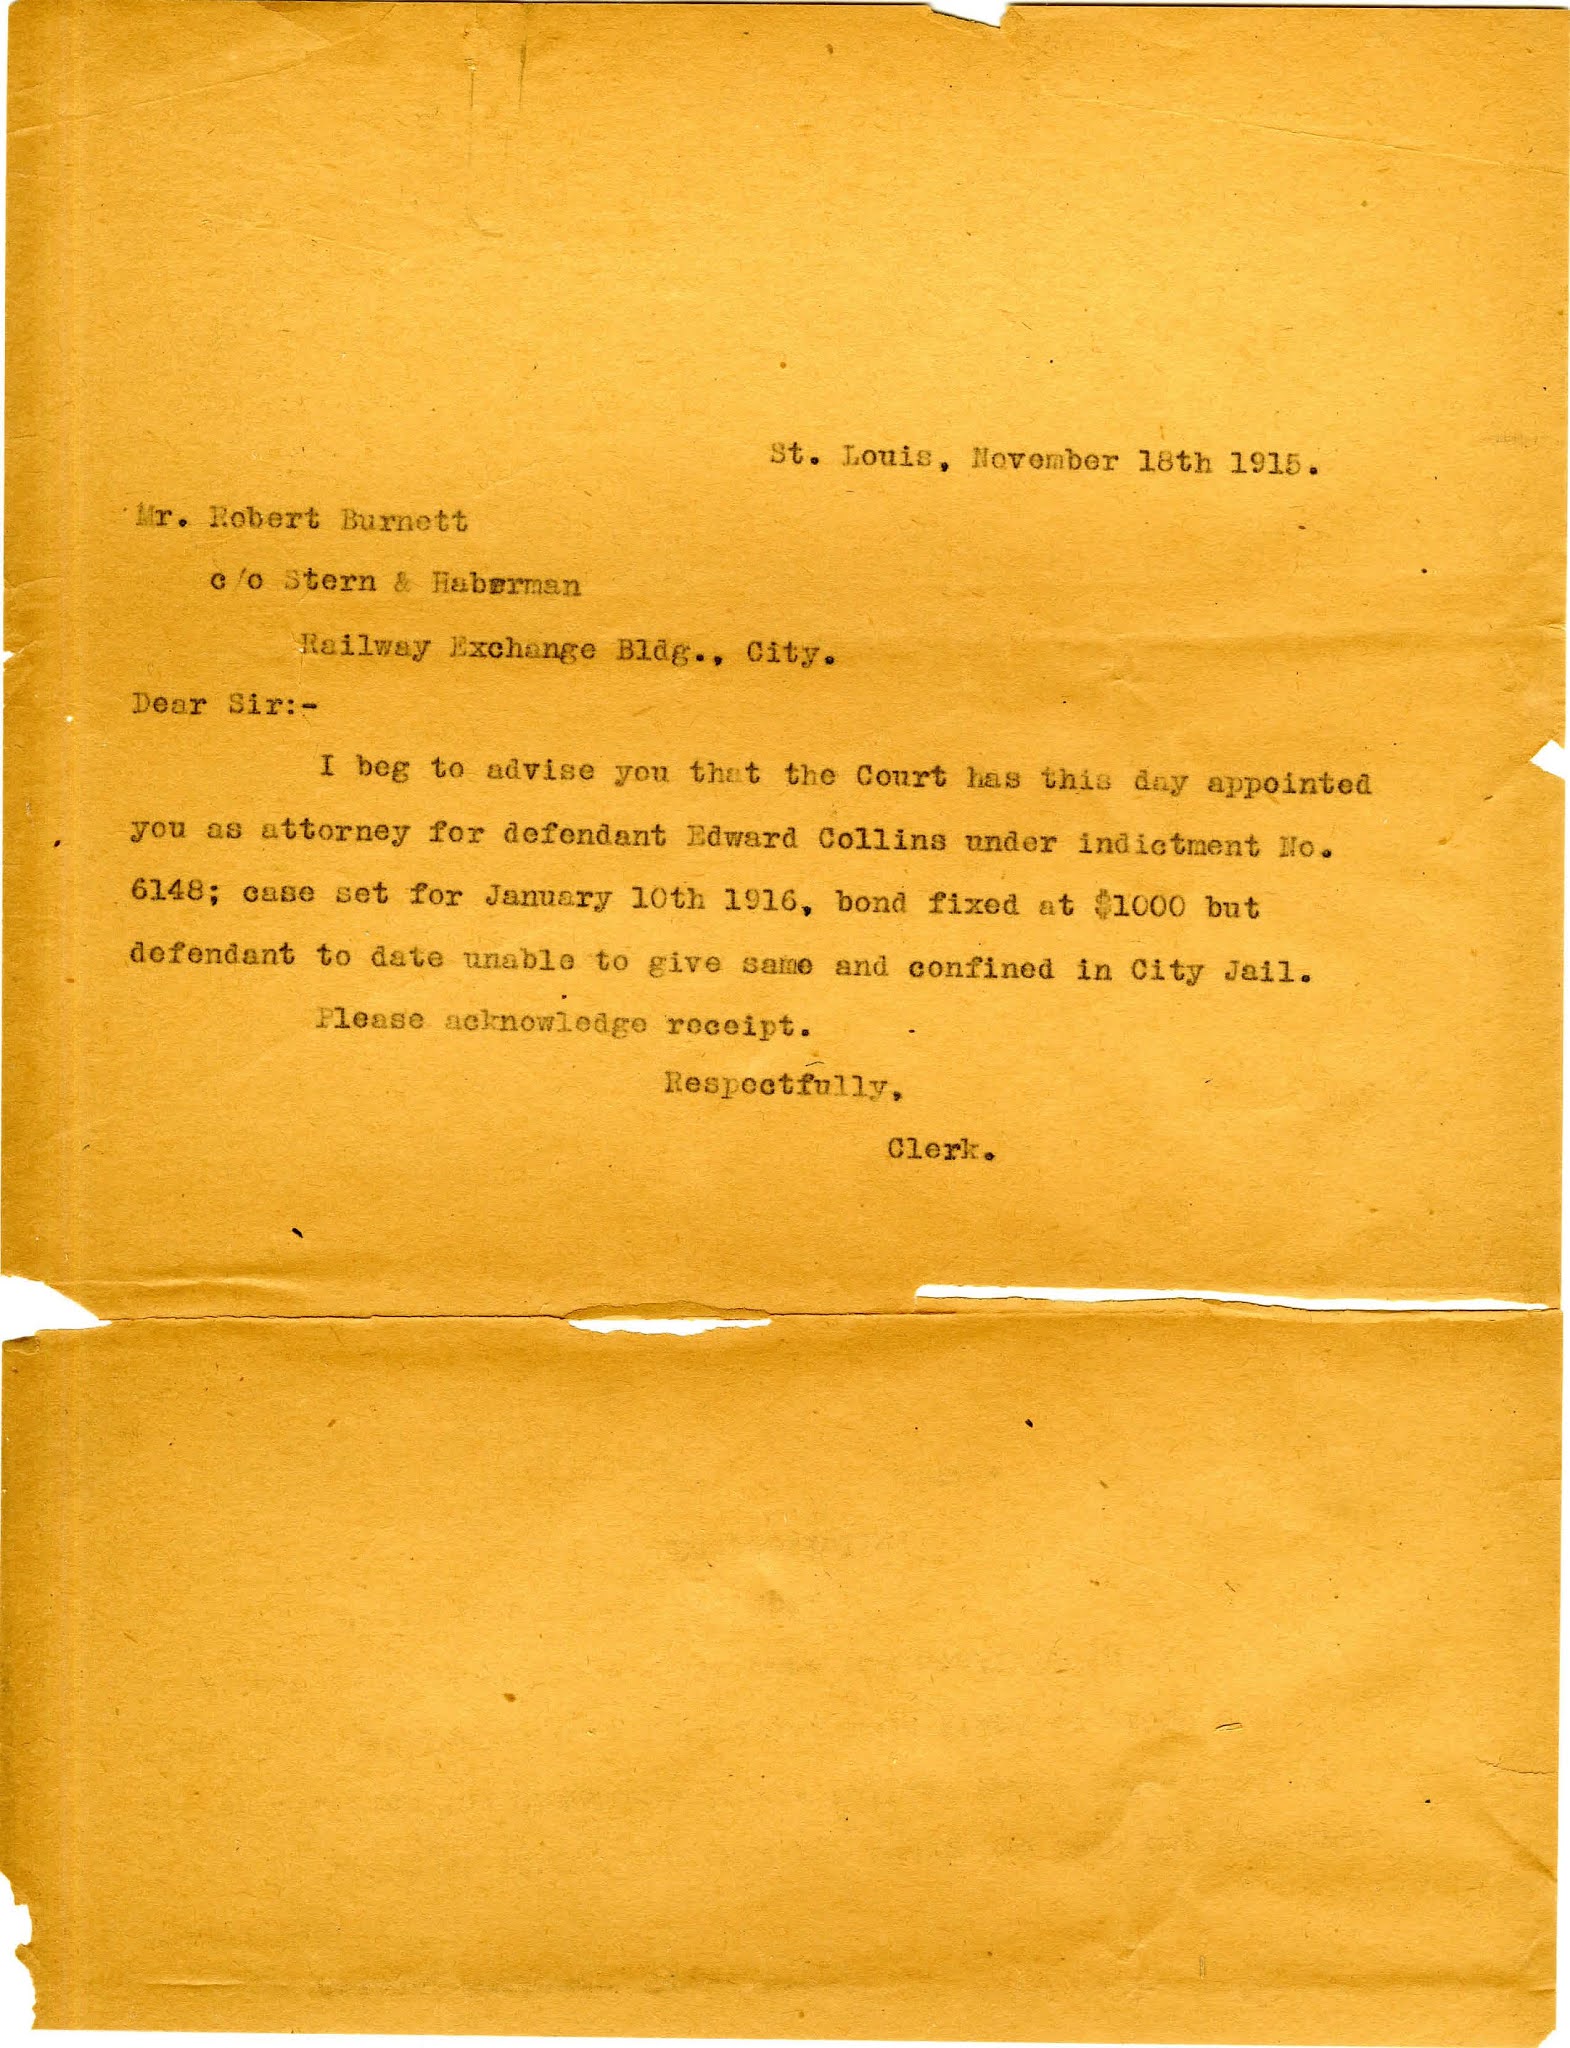 St. Louis, November 18th 1915.
Mr. Robert Burnett
c/o Stern & Haberman
Railway Exchange Bldg., City.
Dear Sir:-
I beg to advise you that the Court has this day appointed
you as attorney for defendant Edward Collins under indictment No.
6148; case set for January 10th 1916, bond fixed at $1000 but
defendant to date unable to give same and confined in City Jail.
Please acknowledge receipt.
Respectfully,
Clerk.